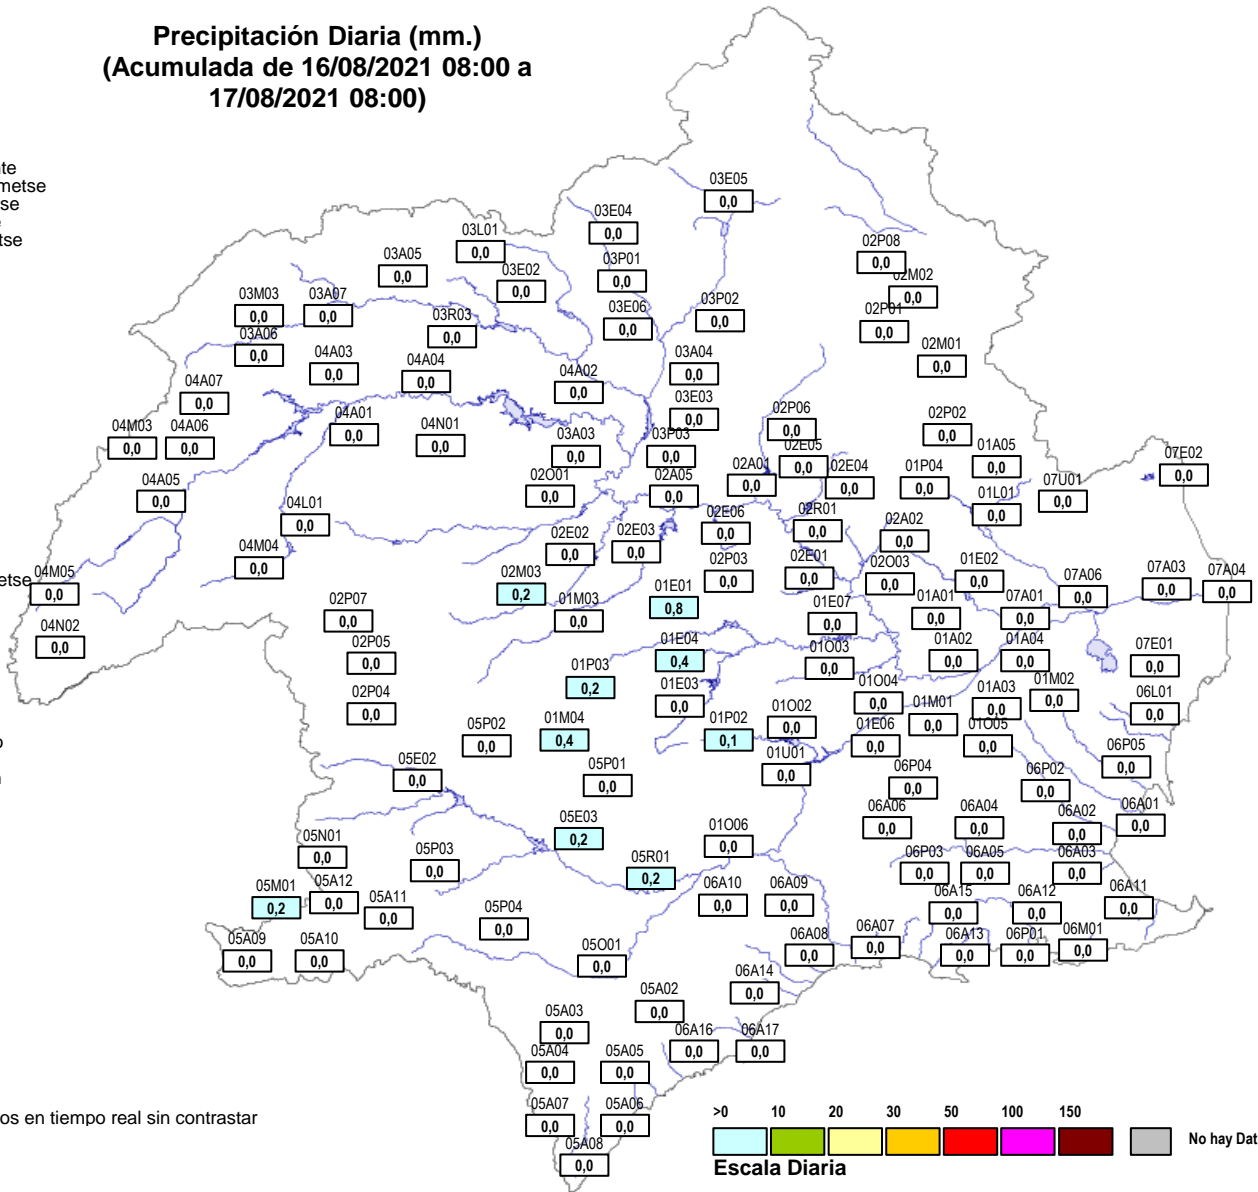 Precipitación Diaria (mm.)
(Acumulada de 16/08/2021 08:00 a
17/08/2021 08:00)
nte
metse
se
tse
03E05
0,0
03E04
0,0
03L01
0,0
03A05
0,0
03E02
0,0
03P01
0,0
02P08
0,0
02M02
0,0
03M03
0,0
03A07
0,0
03R03
0,0
03E06
0,0
03P02
0,0
02P01
0,0
03A06
0,0
04A03
0,0
04A04
0,0
04A02
0,0
03A04
0,0
02M01
0,0
04A07
0,0
03E03
0,0
04M03
0,0
04A06
0,0
04A01
0,0
04N01
0,0
03A03
0,0
03P03
0,0
02P06
0,0
02P02
0,0
02E05
0,0
01A05
0,0
07E02
0,0
04A05
0,0
02O01
0,0
02A05
0,0
02A01
0,0
02E04
0,0
01P04
0,0
07U01
0,0
04L01
0,0
01L01
0,0
02E06
0,0
02R01
0,0
02A02
0,0
04M04
0,0
02E02
0,0
02E03
0,0
metse
04M05
0,0
02M03
0,2
02P03
0,0
02E01
0,0
02O03
0,0
01E02
0,0
07A06
0,0
07A03
0,0
07A04
0,0
02P07
0,0
01M03
0,0
01E01
0,8
01E07
0,0
01A01
0,0
07A01
0,0
04N02
0,0
02P05
0,0
01E04
0,4
01O03
0,0
01A02
0,0
01A04
0,0
07E01
0,0
02P04
0,0
01P03
0,2
01E03
0,0
01O04
0,0
01A03
0,0
01M02
0,0
06L01
0,0
05P02
0,0
01M04
0,4
01P02
0,1
01O02
0,0
01E06
0,0
01M01
0,0
01O05
0,0
05E02
0,0
05P01
0,0
01U01
0,0
06P04
0,0
06P02
0,0
06P05
0,0
05E03
0,2
01O06
0,0
06A06
0,0
06A04
0,0
06A02
0,0
06A01
0,0
05N01
0,0
05P03
0,0
05R01
0,2
06P03
0,0
06A05
0,0
06A03
0,0
05M01
0,2
05A12
0,0
05A11
0,0
06A10
0,0
06A09
0,0
06A15
0,0
06A12
0,0
06A11
0,0
05P04
0,0
05A09
0,0
05A10
0,0
05O01
0,0
06A08
0,0
06A07
0,0
06A13
0,0
06P01
0,0
06M01
0,0
06A14
0,0
05A02
0,0
05A03
0,0
06A16
0,0
06A17
0,0
05A04
0,0
05A05
0,0
05A07
0,0
05A06
0,0
05A08
0,0
os en tiempo real sin contrastar
>0 10 20 30 50 100 150
No hay Dat
Escala Diaria